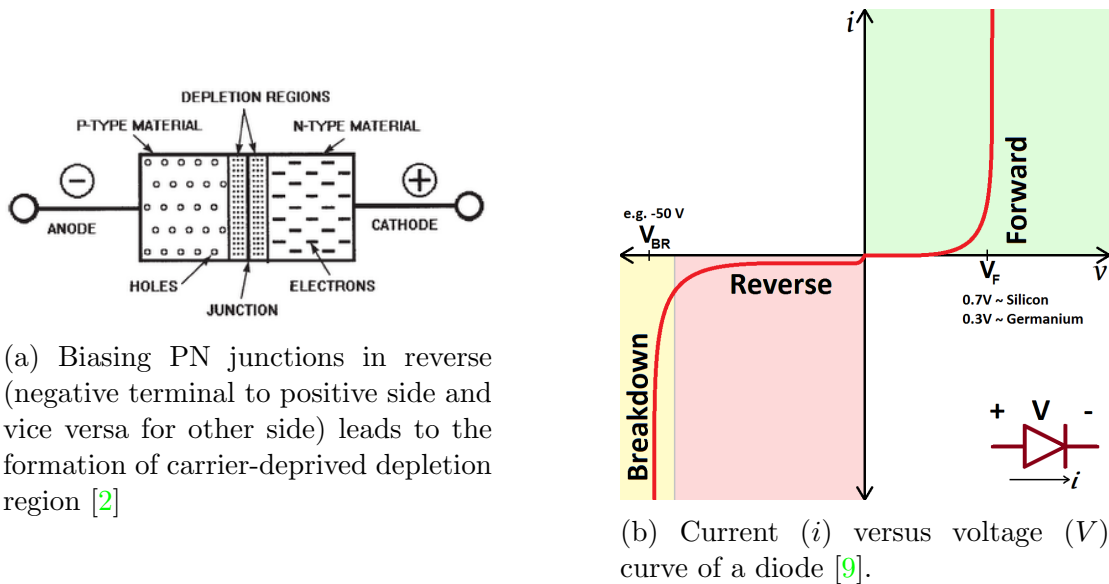 DEPLETION REGIONS
P-TYPE MATERIAL
N-TYPE MATERIAL
−
+
ANODE
CATHODE
HOLES
ELECTRONS
JUNCTION
(a) Biasing PN junctions in reverse
(negative terminal to positive side and
vice versa for other side) leads to the
formation of carrier-deprived depletion
region [2]
i
Forward
e.g. -50 V
VBR
Reverse
v
VF
0.7V ~ Silicon
0.3V ~ Germanium
Breakdown
+ V -
i
(b) Current (i) versus voltage (V)
curve of a diode [9].